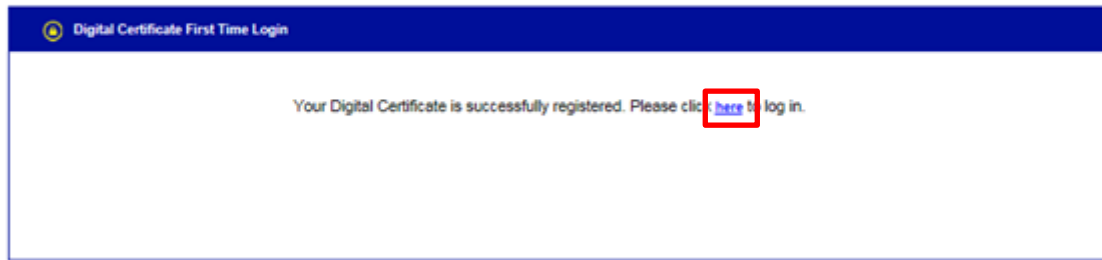 Digital Certificate First Time Login
Your Digital Certificate is successfully registered. Please click here to log in.